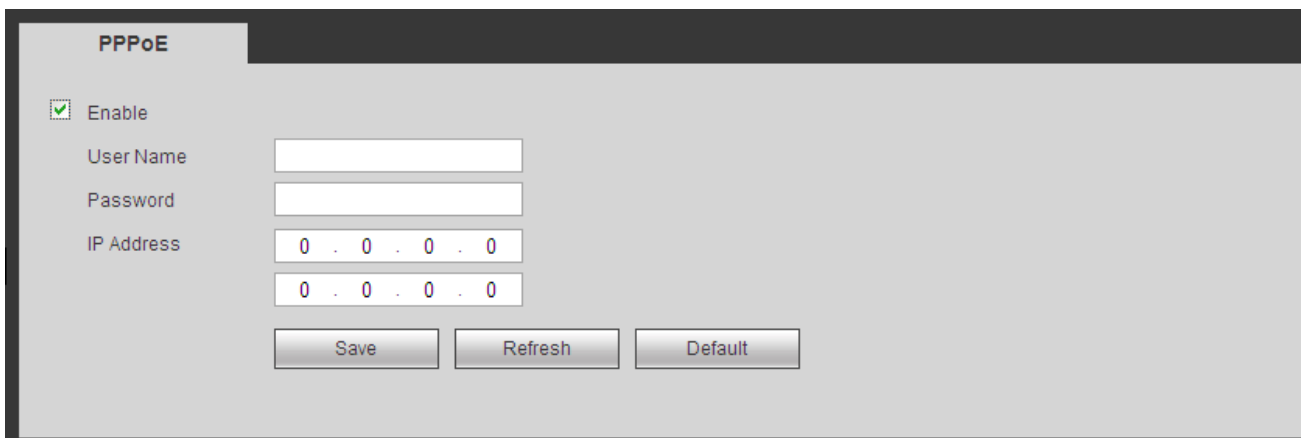 PPPoE
Enable
User Name
Password
IP Address 0 . 0 . 0 . 0
0 . 0 . 0 . 0
Save Refresh Default